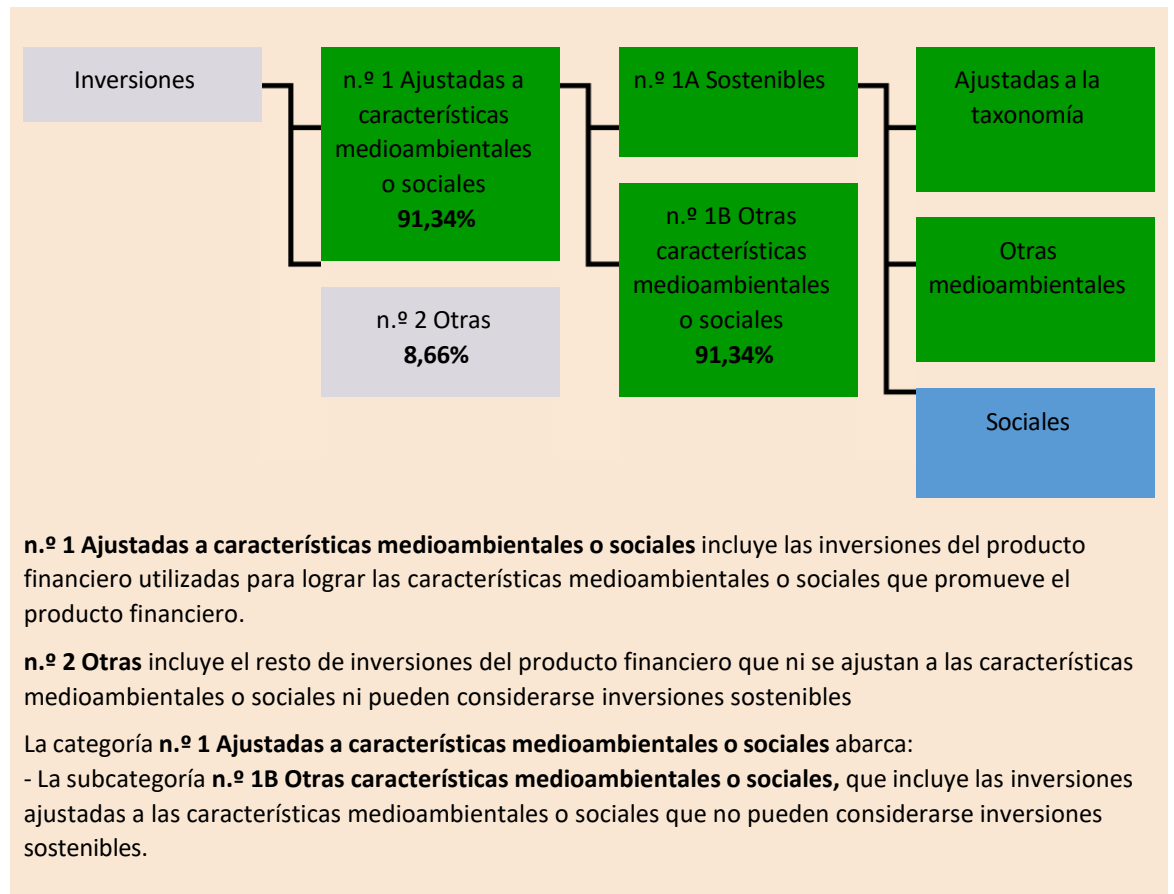 Inversiones
n.º 1 Ajustadas a
características
medioambientales
o sociales
91,34%
n.º 2 Otras
8,66%
n.º 1A Sostenibles
n.º 1B Otras
características
medioambientales
o sociales
91,34%
Ajustadas a la
taxonomía
Otras
medioambientales
Sociales
n.º 1 Ajustadas a características medioambientales o sociales incluye las inversiones del producto
financiero utilizadas para lograr las características medioambientales o sociales que promueve el
producto financiero.
n.º 2 Otras incluye el resto de inversiones del producto financiero que ni se ajustan a las características
medioambientales o sociales ni pueden considerarse inversiones sostenibles
La categoría n.º 1 Ajustadas a características medioambientales o sociales abarca:
- La subcategoría n.º 1B Otras características medioambientales o sociales, que incluye las inversiones
ajustadas a las características medioambientales o sociales que no pueden considerarse inversiones
sostenibles.